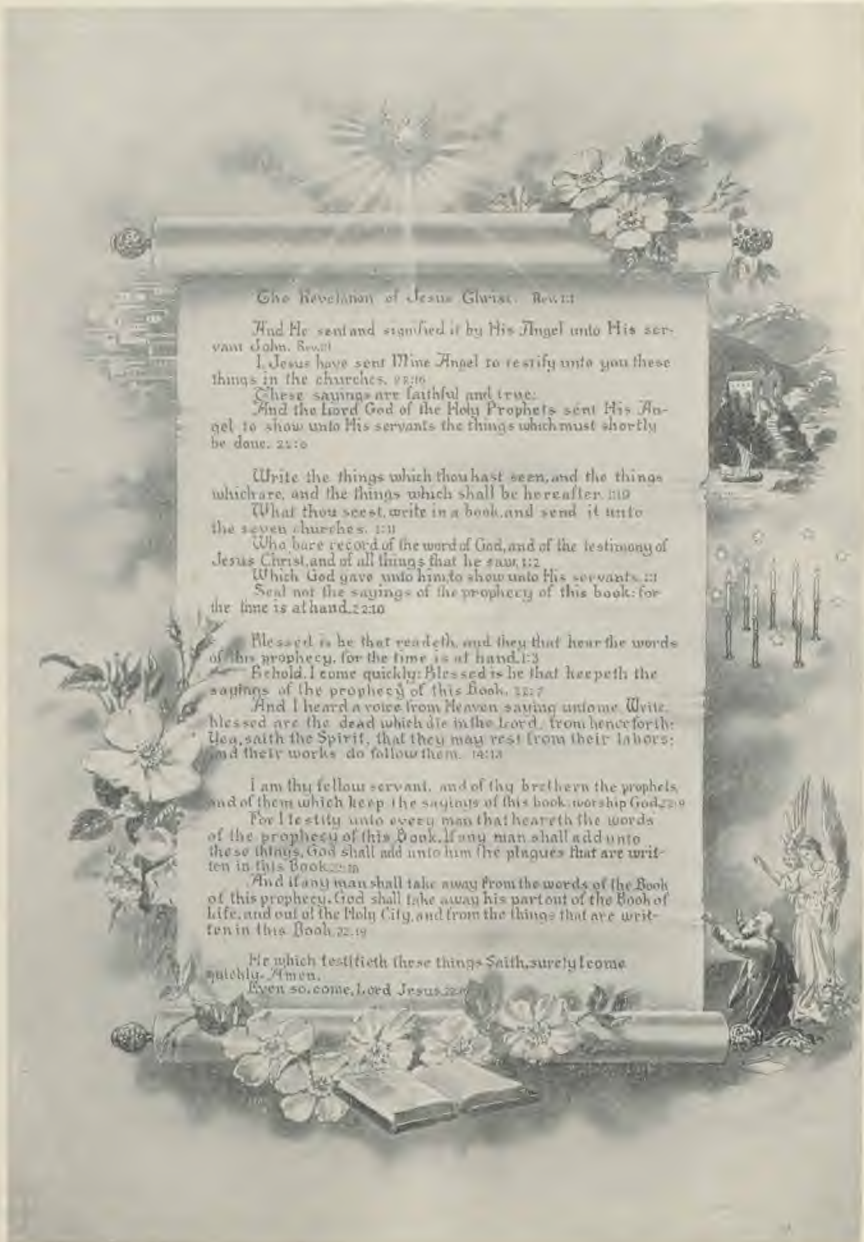 The Revelation of Jesus Christ. Rev. 1:1
And He sent and signified it by His Angel unto His ser-
vant John. Rev. 1:1
I, Jesus have sent Mine Angel to testify unto you these
things in the churches. 22:16
These sayings are faithful and true:
And the Lord God of the Holy Prophets sent His An-
gel to show unto His servants the things which must shortly
be done. 22:6
Write the things which thou hast seen, and the things
which are, and the things which shall be hereafter. 1:19
What thou seest, write in a book, and send it unto
the seven churches. 1:11
Who bare record of the word of God, and of the testimony of
Jesus Christ, and of all things that he saw. 1:2
Which God gave unto him, to show unto His servants. 1:1
Seal not the sayings of the prophecy of this book: for
the time is at hand. 22:10
Blessed is he that readeth, and they that hear the words
of this prophecy, for the time is at hand. 1:3
Behold, I come quickly: Blessed is he that keepeth the
sayings of the prophecy of this Book. 22:7
And I heard a voice from Heaven saying unto me, Write,
blessed are the dead which die in the Lord, from henceforth:
Yea, saith the Spirit, that they may rest from their labors;
and their works do follow them. 14:13
I am thy fellow servant, and of thy brethern the prophets,
and of them which keep the sayings of this book: worship God. 22:9
For I testify unto every man that heareth the words
of the prophecy of this Book, If any man shall add unto
these things, God shall add unto him the plagues that are writ-
ten in this Book. 22:18
And if any man shall take away from the words of the Book
of this prophecy, God shall take away his part out of the Book of
Life, and out of the Holy City, and from the things that are writ-
ten in this Book. 22:19
He which testifieth these things Saith, surely I come
quickly. Amen.
Even so, come, Lord Jesus.